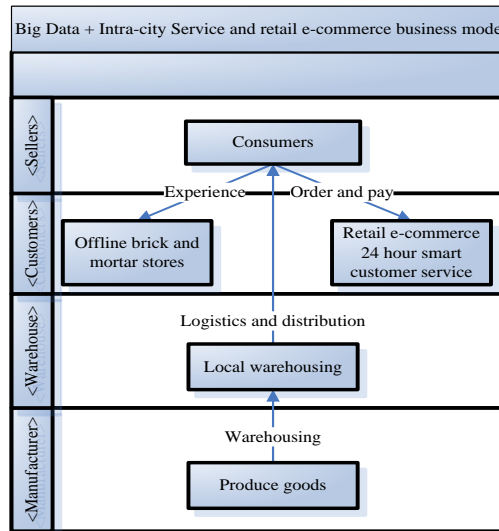 Big Data + Intra-city Service and retail e-commerce business mode
<Sellers>
Consumers
Experience
Order and pay
<Customers>
Offline brick and
mortar stores
Retail e-commerce
24 hour smart
customer service
Logistics and distribution
<Warehouse>
Local warehousing
Warehousing
<Manufacturer>
Produce goods